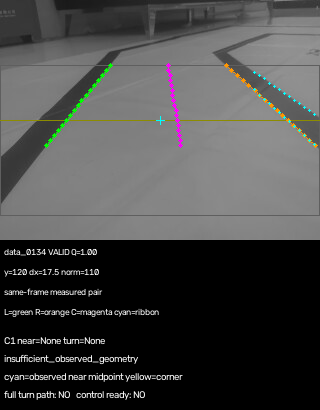 data_0134 VALID Q=1.00
y=120 dx=17.5 norm=110
same-frame measured pair
L=green R=orange C=magenta cyan=ribbon
C1 near=None turn=None
insufficient_observed_geometry
cyan=observed near midpoint yellow=corner
full turn path: NO control ready: NO